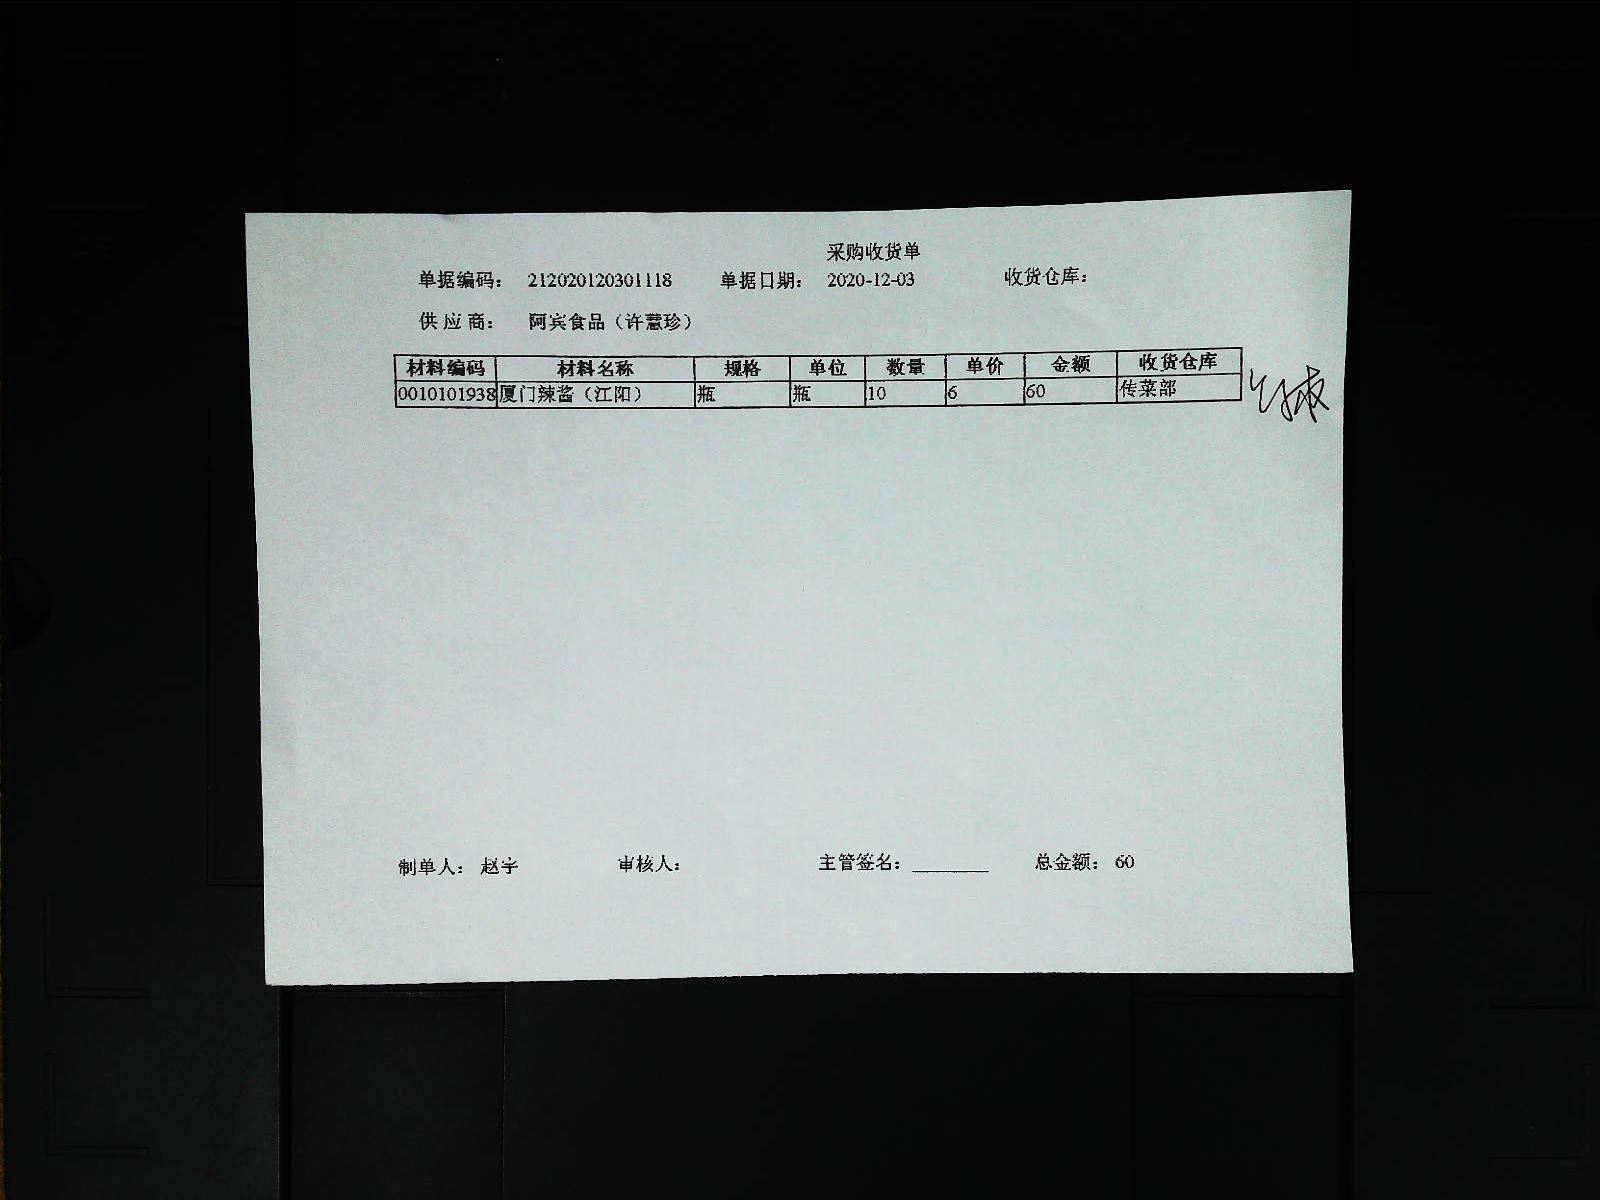 采购收货单
单据编码： 212020120301118 单据日期： 2020-12-03 收货仓库：
供 应 商： 阿宾食品（许慧珍）
材料编码 材料名称 规格 单位 数量 单价 金额 收货仓库
0010101938 厦门辣酱（江阳） 瓶 瓶 10 6 60 传菜部
制单人： 赵宇 审核人： 主管签名： 总金额： 60